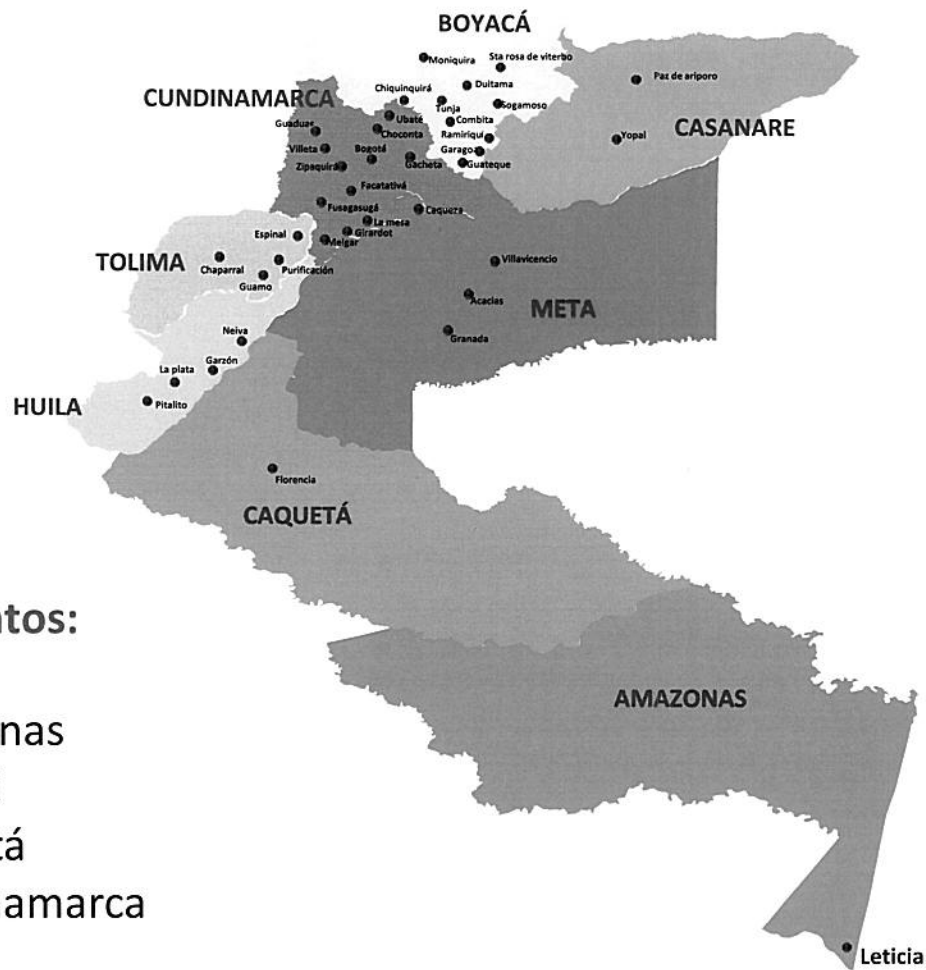 BOYACÁ
Moniquira
Sta rosa de viterbo
Paz de ariporo
Duitama
Chiquinquirá
CUNDINAMARCA
Tunja
Sogamoso
Ubaté
Combita
CASANARE
Guaduas
Choconta
Ramiriquí
Yopal
Villeta
Bogotá
Garagoa
Zipaquirá
Gacheta
Guateque
Facatativá
Fusagasugá
Caqueza
La mesa
Espinal
Girardot
Melgar
TOLIMA
Chaparral
Purificación
Villavicencio
Guamo
Acacias
META
Neiva
Granada
Garzón
La plata
HUILA
Pitalito
Florencia
CAQUETÁ
ntos:
AMAZONAS
nas
tá
amarca
Leticia